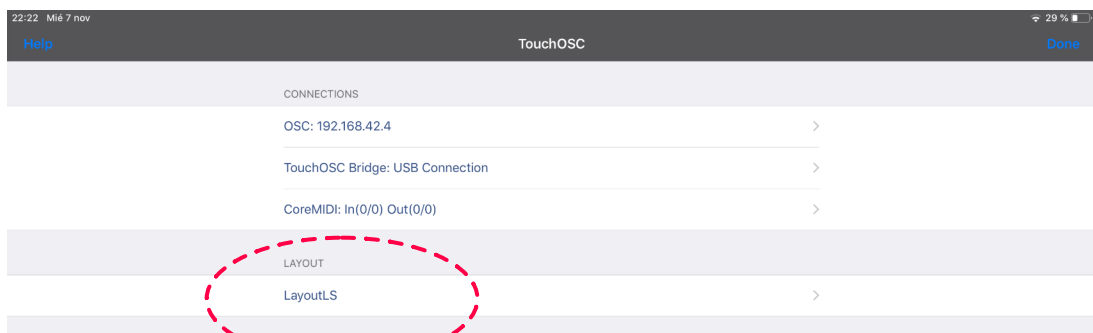 22:22 Mié 7 nov 29 %
Help TouchOSC Done
CONNECTIONS
OSC: 192.168.42.4
TouchOSC Bridge: USB Connection
CoreMIDI: In(0/0) Out(0/0)
LAYOUT
LayoutLS